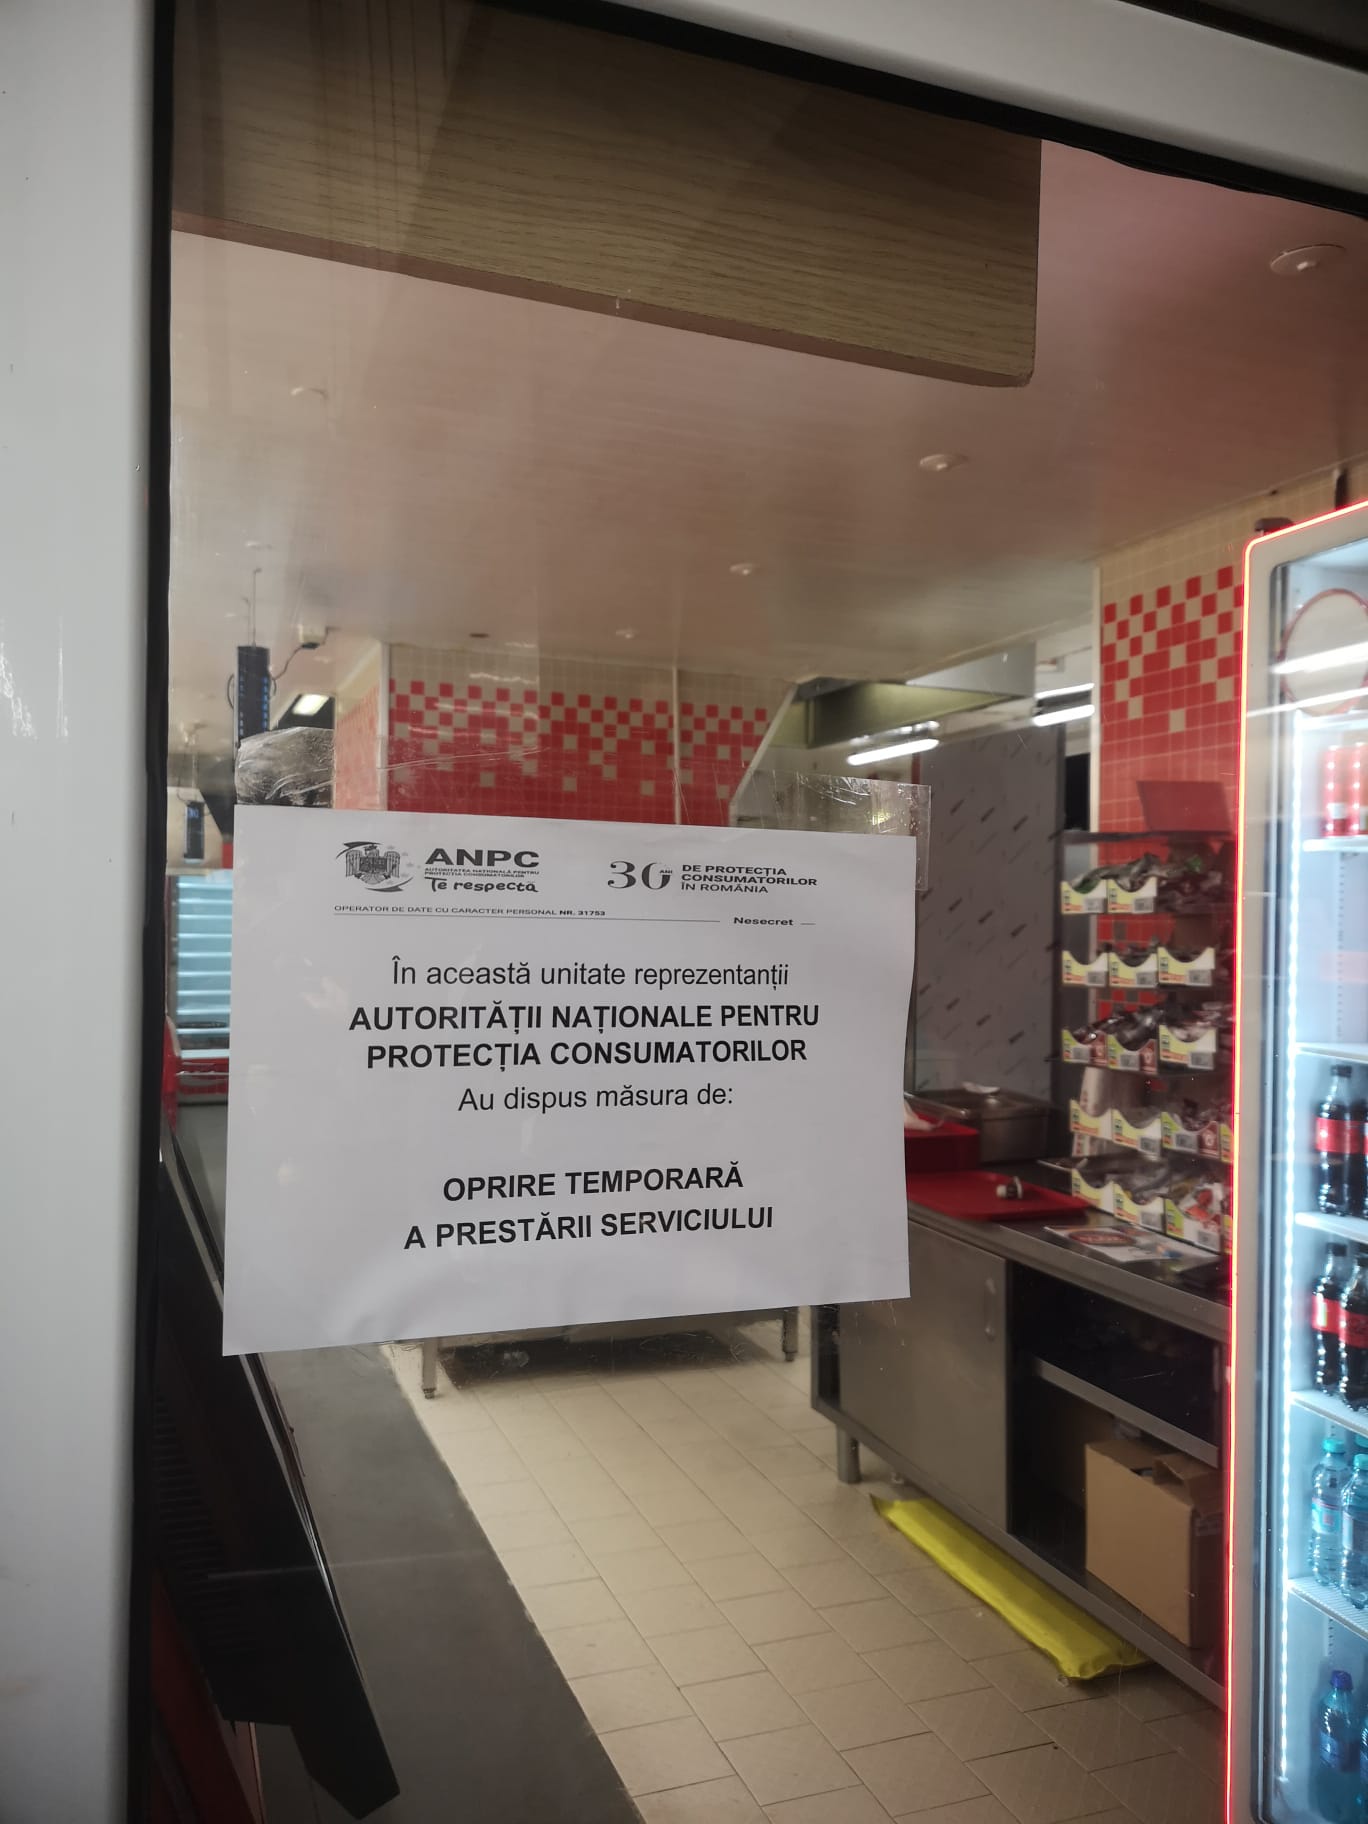 ANPC
AUTORITATEA NAȚIONALĂ PENTRU
PROTECȚIA CONSUMATORILOR
Te respectă
30 ANI
DE PROTECȚIA
CONSUMATORILOR
ÎN ROMÂNIA
OPERATOR DE DATE CU CARACTER PERSONAL NR. 31753
Nesecret
În această unitate reprezentanții
AUTORITĂȚII NAȚIONALE PENTRU
PROTECȚIA CONSUMATORILOR
Au dispus măsura de:
OPRIRE TEMPORARĂ
A PRESTĂRII SERVICIULUI